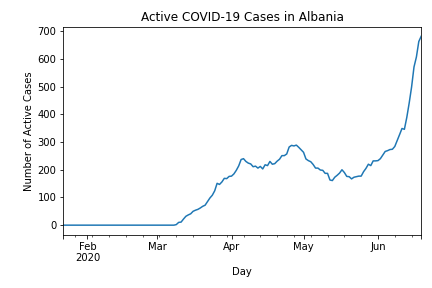 Active COVID-19 Cases in Albania
Number of Active Cases
700
600
500
400
300
200
100
0
Feb
2020
Mar
Apr
May
Jun
Day